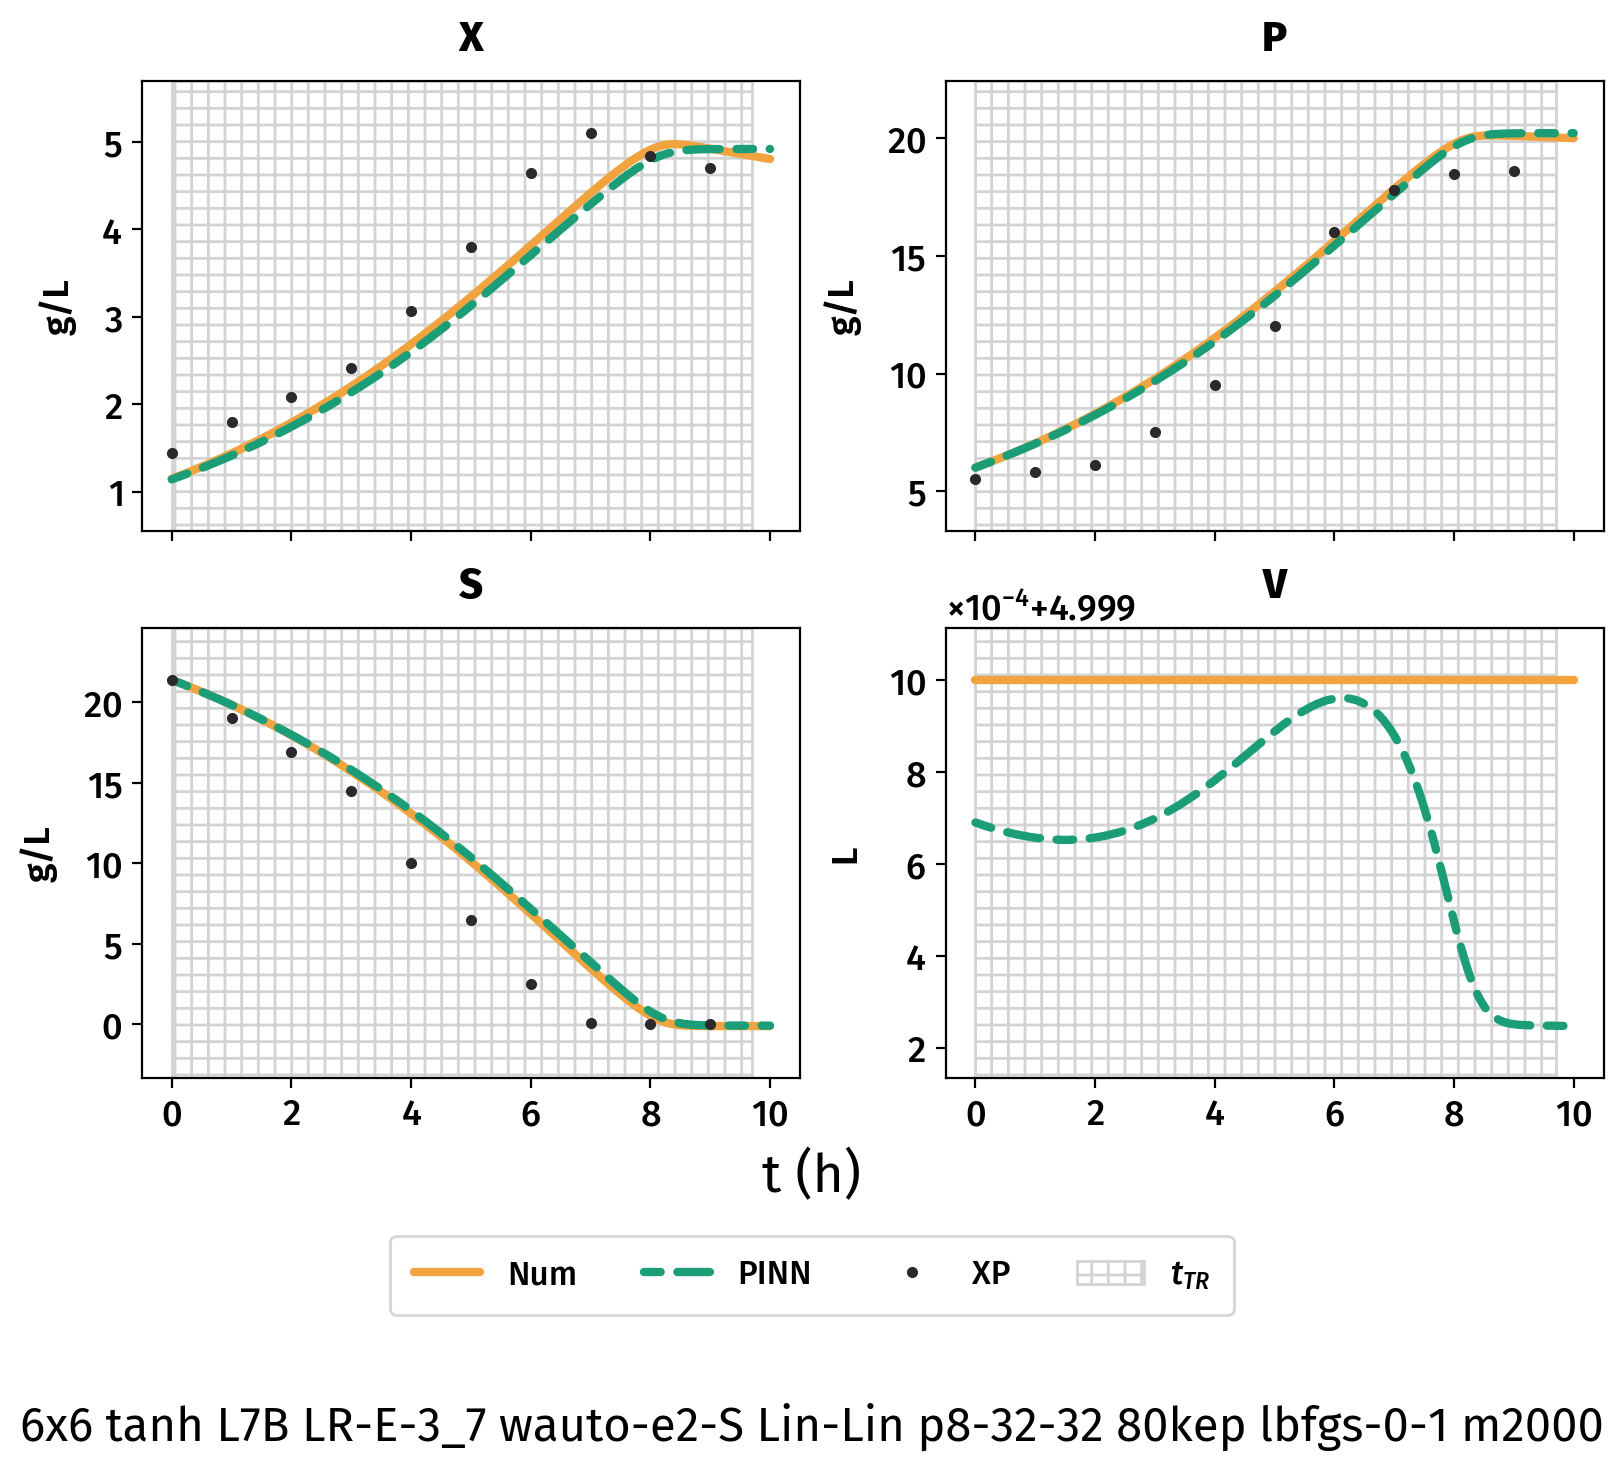 X
P
5
4
3
2
1
g/L
20
15
10
5
g/L
S
V
×10⁻⁴+4.999
20
15
10
5
0
g/L
10
8
6
4
2
L
0 2 4 6 8 10
0 2 4 6 8 10
t (h)
Num PINN XP t_TR
6x6 tanh L7B LR-E-3_7 wauto-e2-S Lin-Lin p8-32-32 80kep lbfgs-0-1 m2000